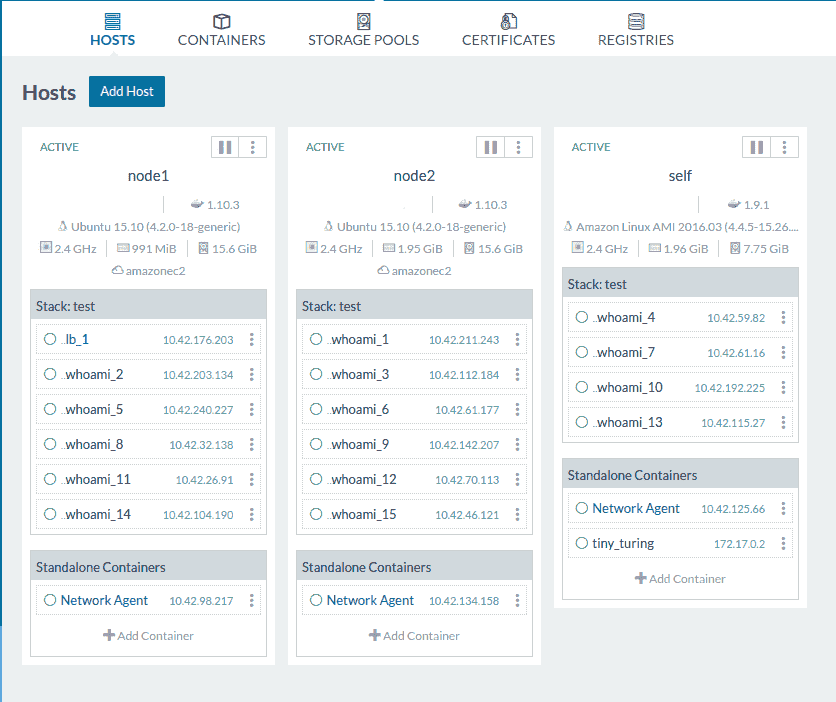 HOSTS CONTAINERS STORAGE POOLS CERTIFICATES REGISTRIES
Hosts Add Host
ACTIVE
node1
1.10.3
Ubuntu 15.10 (4.2.0-18-generic)
2.4 GHz 991 MiB 15.6 GiB
amazonec2
Stack: test
..lb_1 10.42.176.203
..whoami_2 10.42.203.134
..whoami_5 10.42.240.227
..whoami_8 10.42.32.138
..whoami_11 10.42.26.91
..whoami_14 10.42.104.190
Standalone Containers
Network Agent 10.42.98.217
Add Container
ACTIVE
node2
1.10.3
Ubuntu 15.10 (4.2.0-18-generic)
2.4 GHz 1.95 GiB 15.6 GiB
amazonec2
Stack: test
..whoami_1 10.42.211.243
..whoami_3 10.42.112.184
..whoami_6 10.42.61.177
..whoami_9 10.42.142.207
..whoami_12 10.42.70.113
..whoami_15 10.42.46.121
Standalone Containers
Network Agent 10.42.134.158
Add Container
ACTIVE
self
1.9.1
Amazon Linux AMI 2016.03 (4.4.5-15.26....
2.4 GHz 1.96 GiB 7.75 GiB
Stack: test
..whoami_4 10.42.59.82
..whoami_7 10.42.61.16
..whoami_10 10.42.192.225
..whoami_13 10.42.115.27
Standalone Containers
Network Agent 10.42.125.66
tiny_turing 172.17.0.2
Add Container